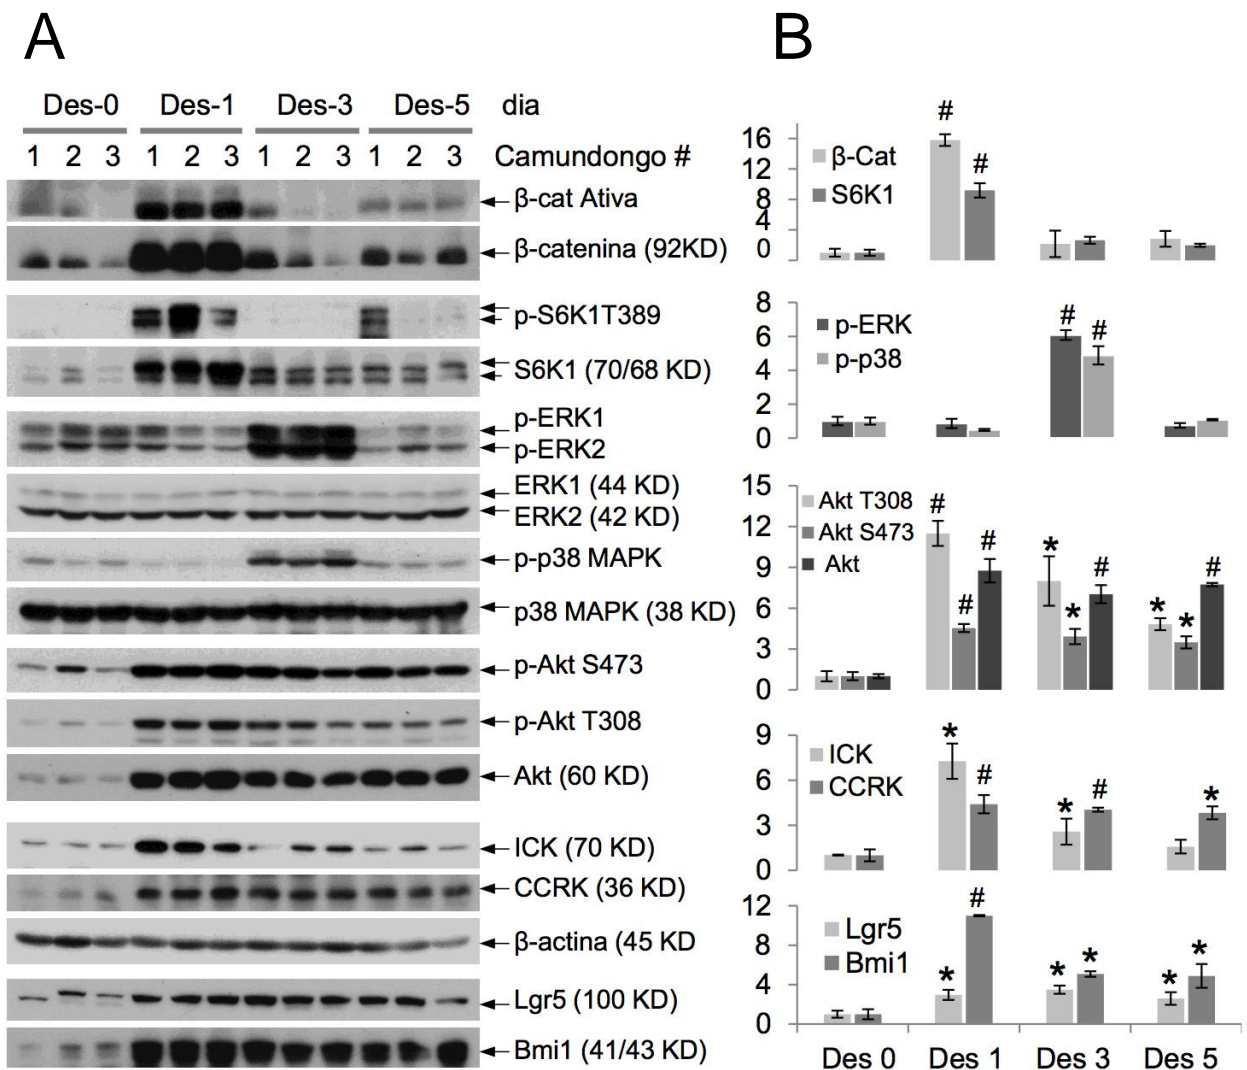 A
Des-0 Des-1 Des-3 Des-5 dia
1 2 3 1 2 3 1 2 3 1 2 3 Camundongo #
β-cat Ativa
β-catenina (92KD)
p-S6K1T389
S6K1 (70/68 KD)
p-ERK1
p-ERK2
ERK1 (44 KD)
ERK2 (42 KD)
p-p38 MAPK
p38 MAPK (38 KD)
p-Akt S473
p-Akt T308
Akt (60 KD)
ICK (70 KD)
CCRK (36 KD)
β-actina (45 KD
Lgr5 (100 KD)
Bmi1 (41/43 KD)
B
16
12
8
4
0
β-Cat
S6K1
# #
8
6
4
2
0
p-ERK
p-p38
# #
15
12
9
6
3
0
Akt T308
Akt S473
Akt
# # # * * # * * #
9
6
3
0
ICK
CCRK
* # * # *
12
8
4
0
Lgr5
Bmi1
* # * * * *
Des 0 Des 1 Des 3 Des 5